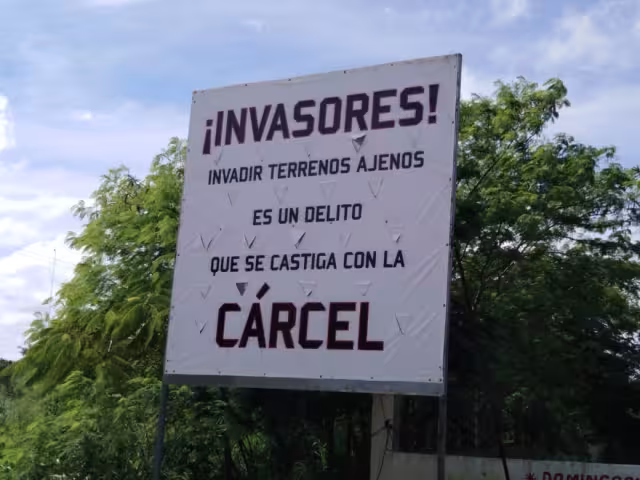 ¡INVASORES!
INVADIR TERRENOS AJENOS
ES UN DELITO
QUE SE CASTIGA CON LA
CÁRCEL